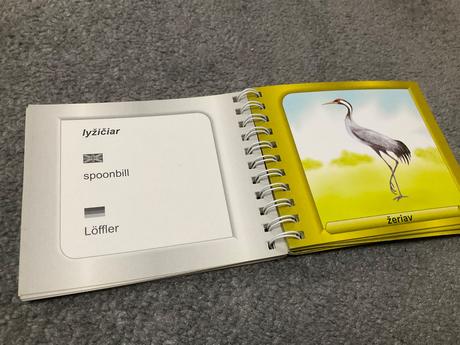 lyžičiar
spoonbill
Löffler
žeriav